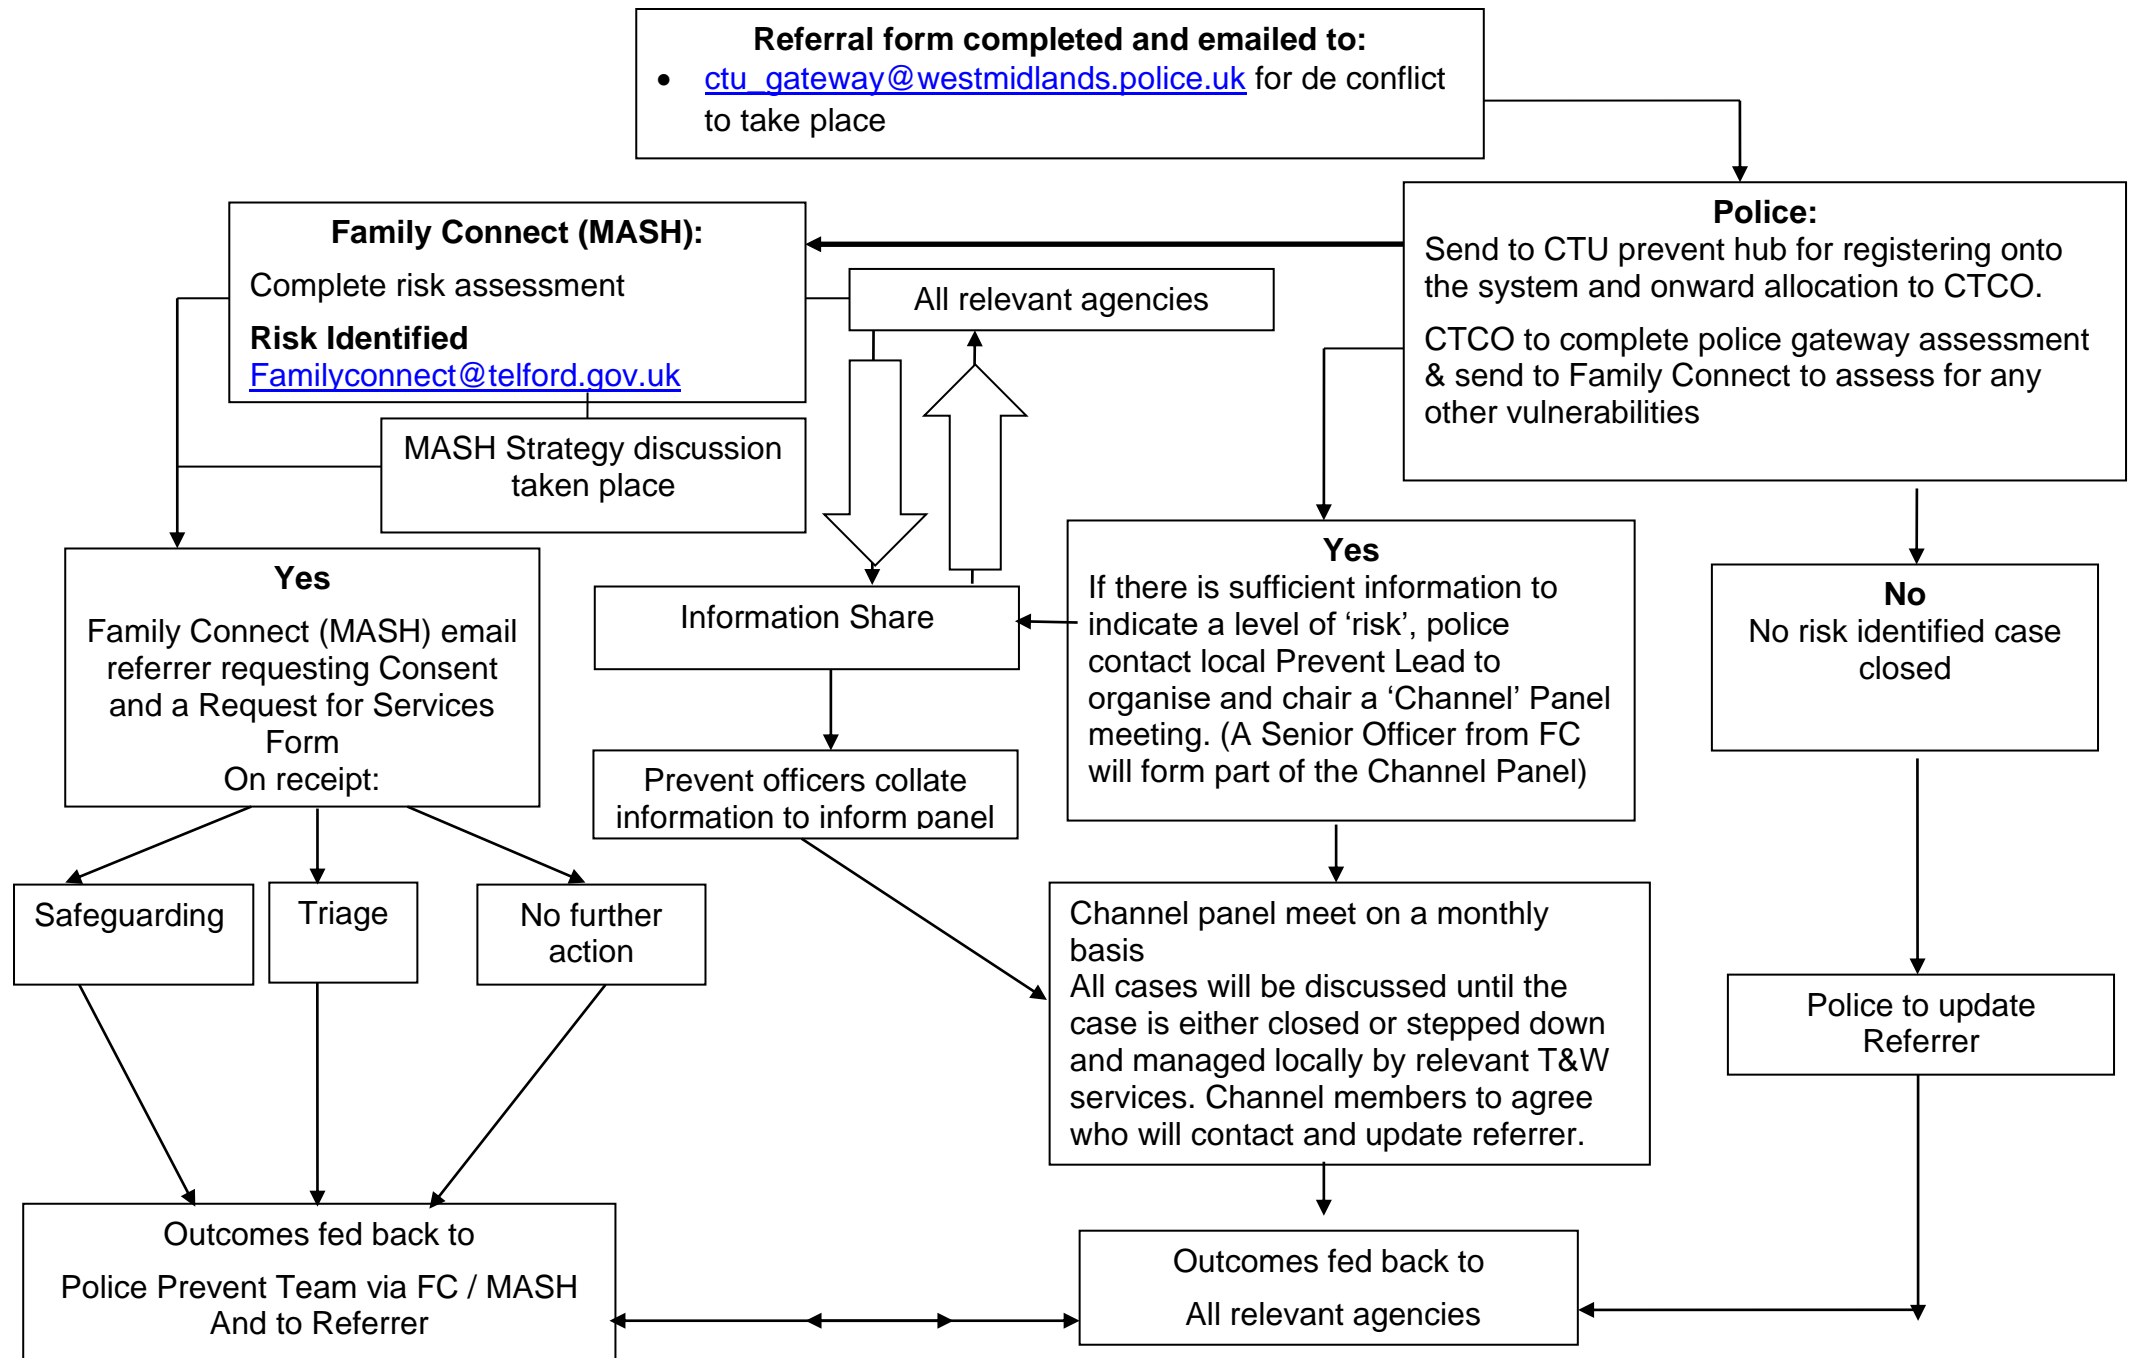 Referral form completed and emailed to:
• ctu_gateway@westmidlands.police.uk for de conflict
to take place
Police:
Send to CTU prevent hub for registering onto
the system and onward allocation to CTCO.
CTCO to complete police gateway assessment
& send to Family Connect to assess for any
other vulnerabilities
Family Connect (MASH):
Complete risk assessment
Risk Identified
Familyconnect@telford.gov.uk
All relevant agencies
MASH Strategy discussion
taken place
Yes
Family Connect (MASH) email
referrer requesting Consent
and a Request for Services
Form
On receipt:
Information Share
Yes
If there is sufficient information to
indicate a level of ‘risk’, police
contact local Prevent Lead to
organise and chair a ‘Channel’ Panel
meeting. (A Senior Officer from FC
will form part of the Channel Panel)
No
No risk identified case
closed
Prevent officers collate
information to inform panel
Safeguarding
Triage
No further
action
Channel panel meet on a monthly
basis
All cases will be discussed until the
case is either closed or stepped down
and managed locally by relevant T&W
services. Channel members to agree
who will contact and update referrer.
Police to update
Referrer
Outcomes fed back to
Police Prevent Team via FC / MASH
And to Referrer
Outcomes fed back to
All relevant agencies